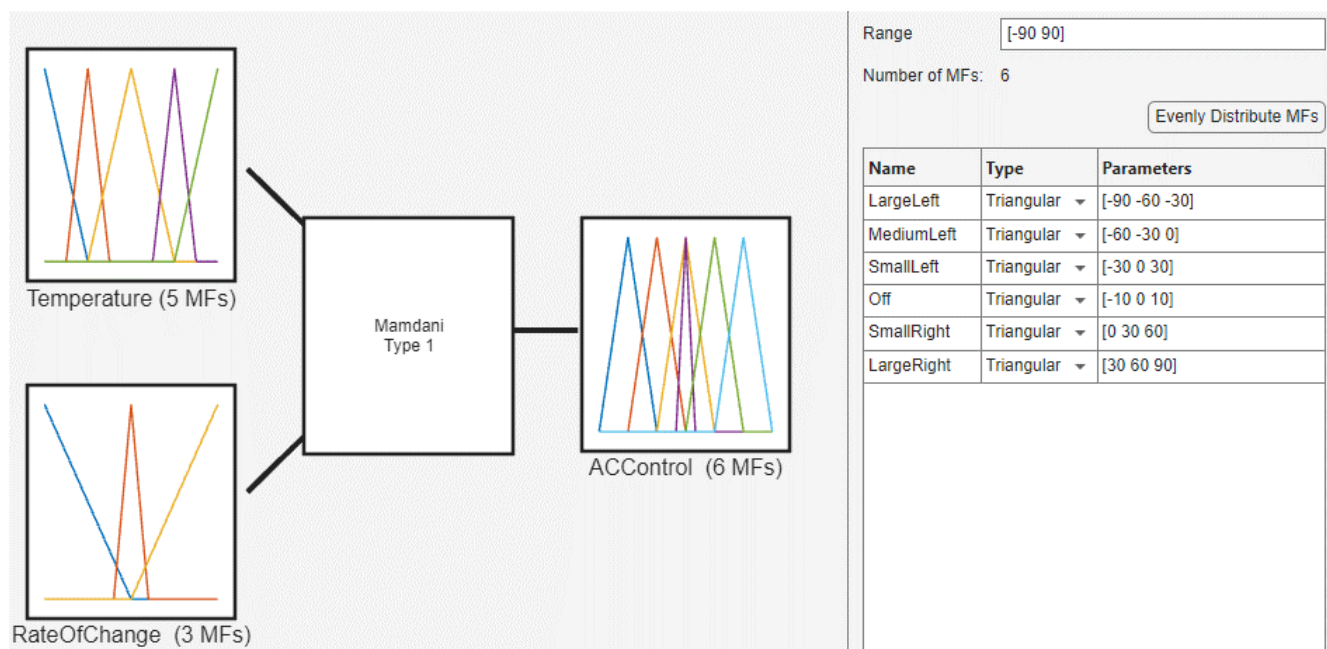 Temperature (5 MFs)
Mamdani
Type 1
RateOfChange (3 MFs)
ACControl (6 MFs)
Range [-90 90]
Number of MFs: 6
Evenly Distribute MFs
Name Type Parameters
LargeLeft Triangular [-90 -60 -30]
MediumLeft Triangular [-60 -30 0]
SmallLeft Triangular [-30 0 30]
Off Triangular [-10 0 10]
SmallRight Triangular [0 30 60]
LargeRight Triangular [30 60 90]